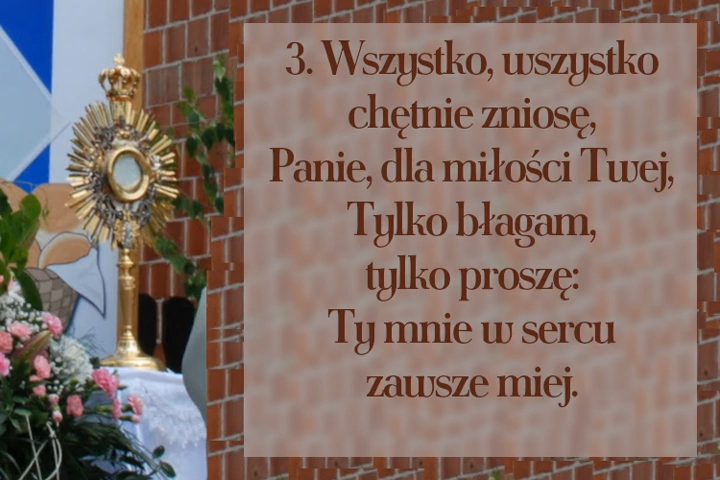 3. Wszystko, wszystko
chętnie zniosę,
Panie, dla miłości Twej,
Tylko błagam,
tylko proszę:
Ty mnie w sercu
zawsze miej.